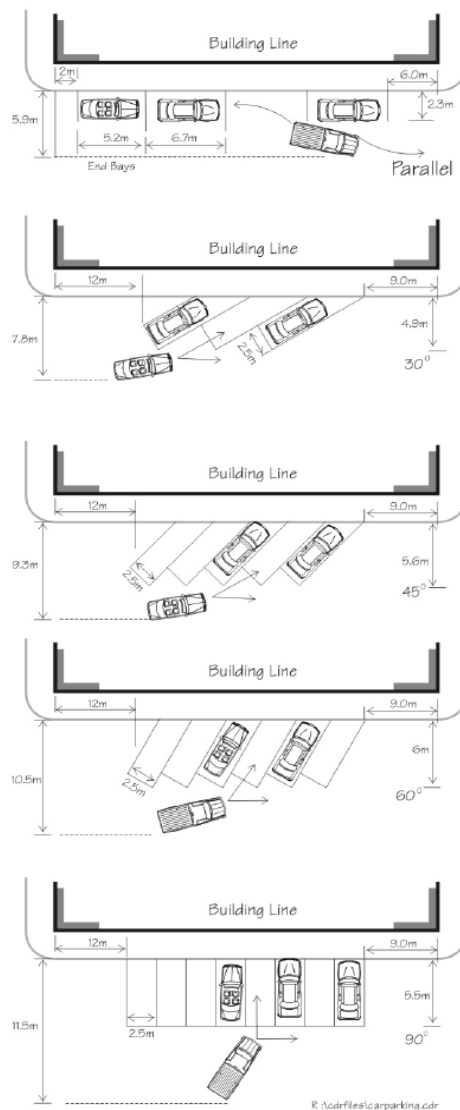 Building Line
2m
6.0m
5.9m
2.3m
5.2m
6.7m
End Bays
Parallel
Building Line
12m
9.0m
7.8m
4.9m
2.5m
30°
Building Line
12m
9.0m
9.3m
5.6m
2.5m
45°
Building Line
12m
9.0m
10.5m
6m
2.5m
60°
Building Line
12m
9.0m
11.5m
5.5m
2.5m
90°
R:\cdrfiles\carparking.cdr